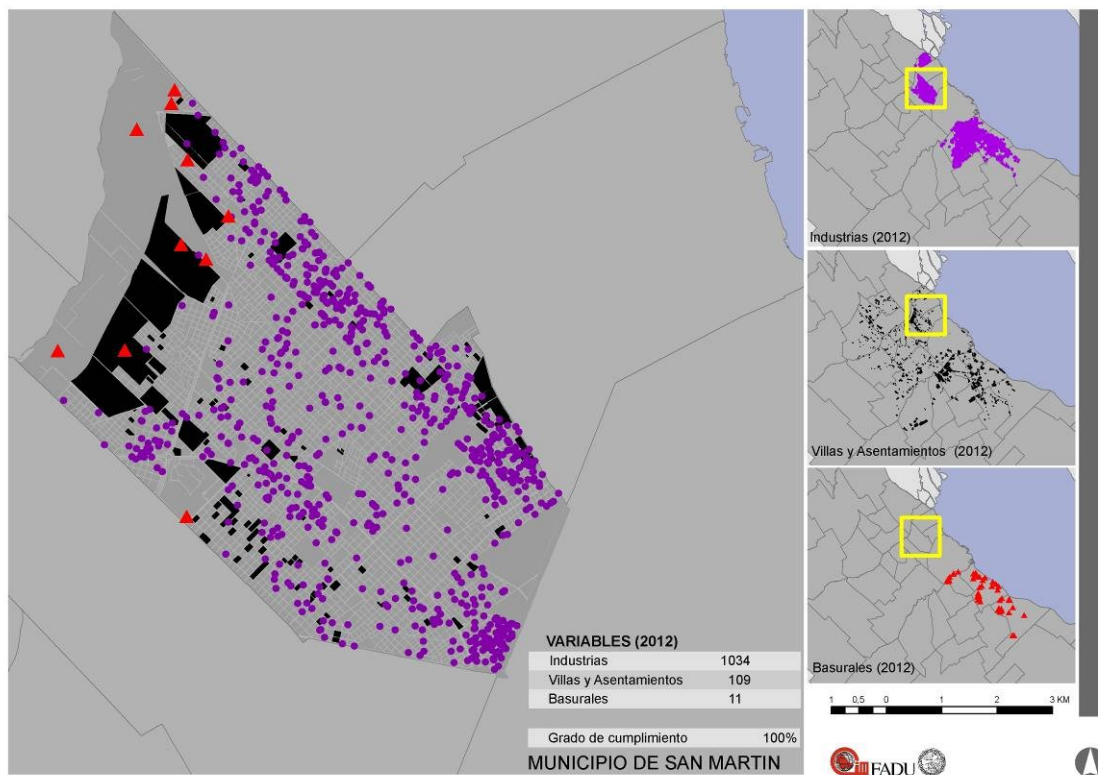 VARIABLES (2012)
Industrias 1034
Villas y Asentamientos 109
Basurales 11
Grado de cumplimiento 100%
MUNICIPIO DE SAN MARTIN
Industrias (2012)
Villas y Asentamientos (2012)
Basurales (2012)
1 0,5 0 1 2 3 KM
FADU